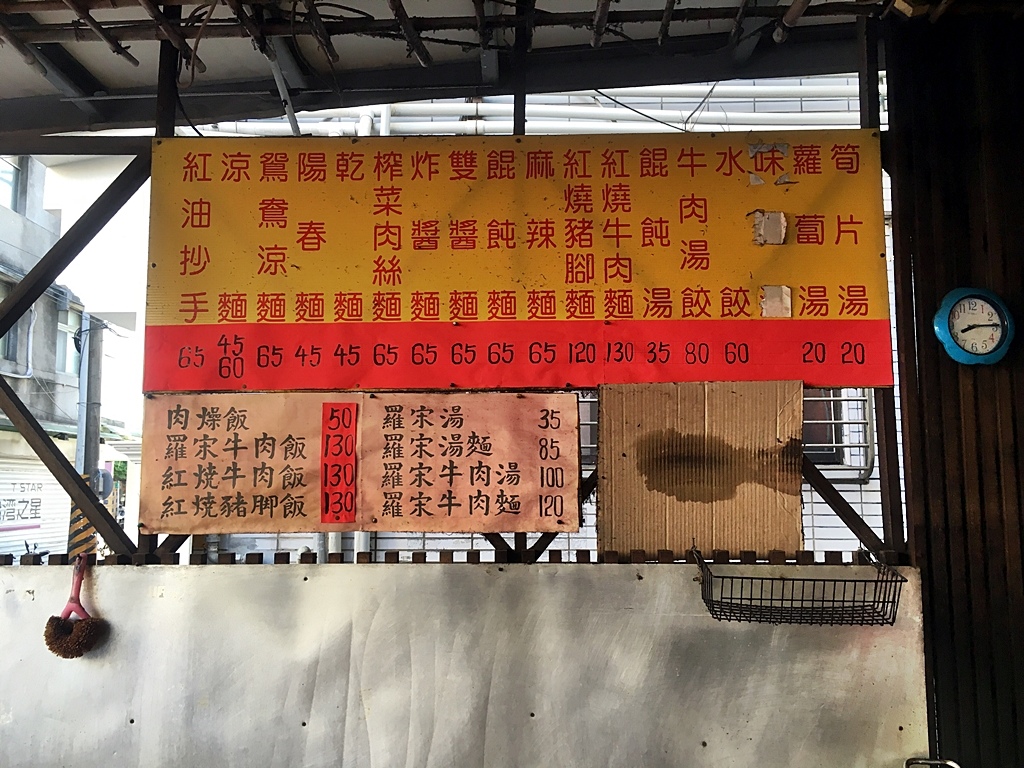 紅油抄手 65
涼麵 45 60
鴛鴦涼麵 65
陽春麵 45
乾麵 45
榨菜肉絲麵 65
炸醬麵 65
雙醬麵 65
餛飩麵 65
麻辣麵 65
紅燒豬腳麵 120
紅燒牛肉麵 130
餛飩湯 35
牛肉湯餃 80
水餃 60
味
蘿蔔湯 20
筍片湯 20
肉燥飯 50
羅宋牛肉飯 130
紅燒牛肉飯 130
紅燒豬脚飯 130
羅宋湯 35
羅宋湯麵 85
羅宋牛肉湯 100
羅宋牛肉麵 120
T STAR
灣之星